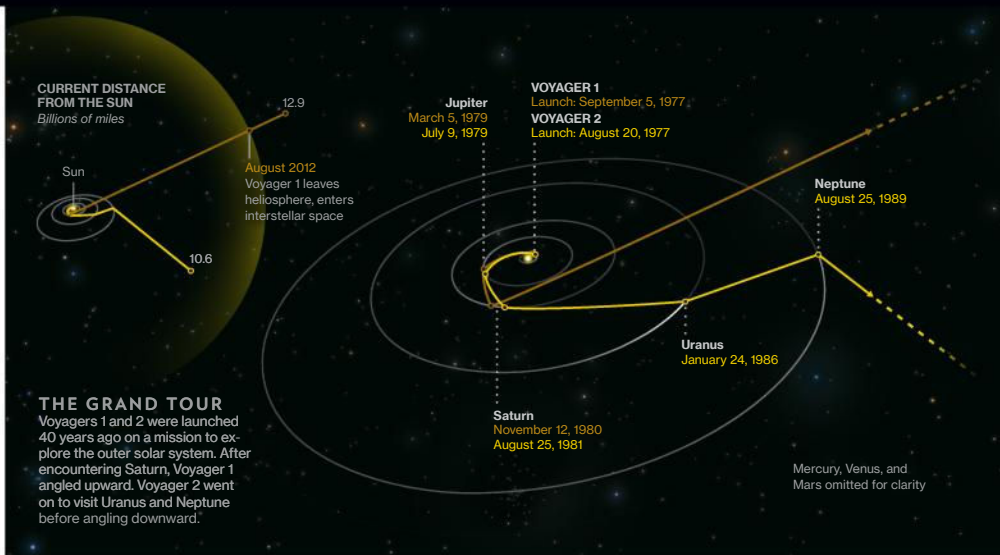 CURRENT DISTANCE
FROM THE SUN
Billions of miles
12.9
Sun
August 2012
Voyager 1 leaves
heliosphere, enters
interstellar space
10.6
Jupiter
March 5, 1979
July 9, 1979
VOYAGER 1
Launch: September 5, 1977
VOYAGER 2
Launch: August 20, 1977
Neptune
August 25, 1989
Uranus
January 24, 1986
Saturn
November 12, 1980
August 25, 1981
THE GRAND TOUR
Voyagers 1 and 2 were launched
40 years ago on a mission to ex-
plore the outer solar system. After
encountering Saturn, Voyager 1
angled upward. Voyager 2 went
on to visit Uranus and Neptune
before angling downward.
Mercury, Venus, and
Mars omitted for clarity